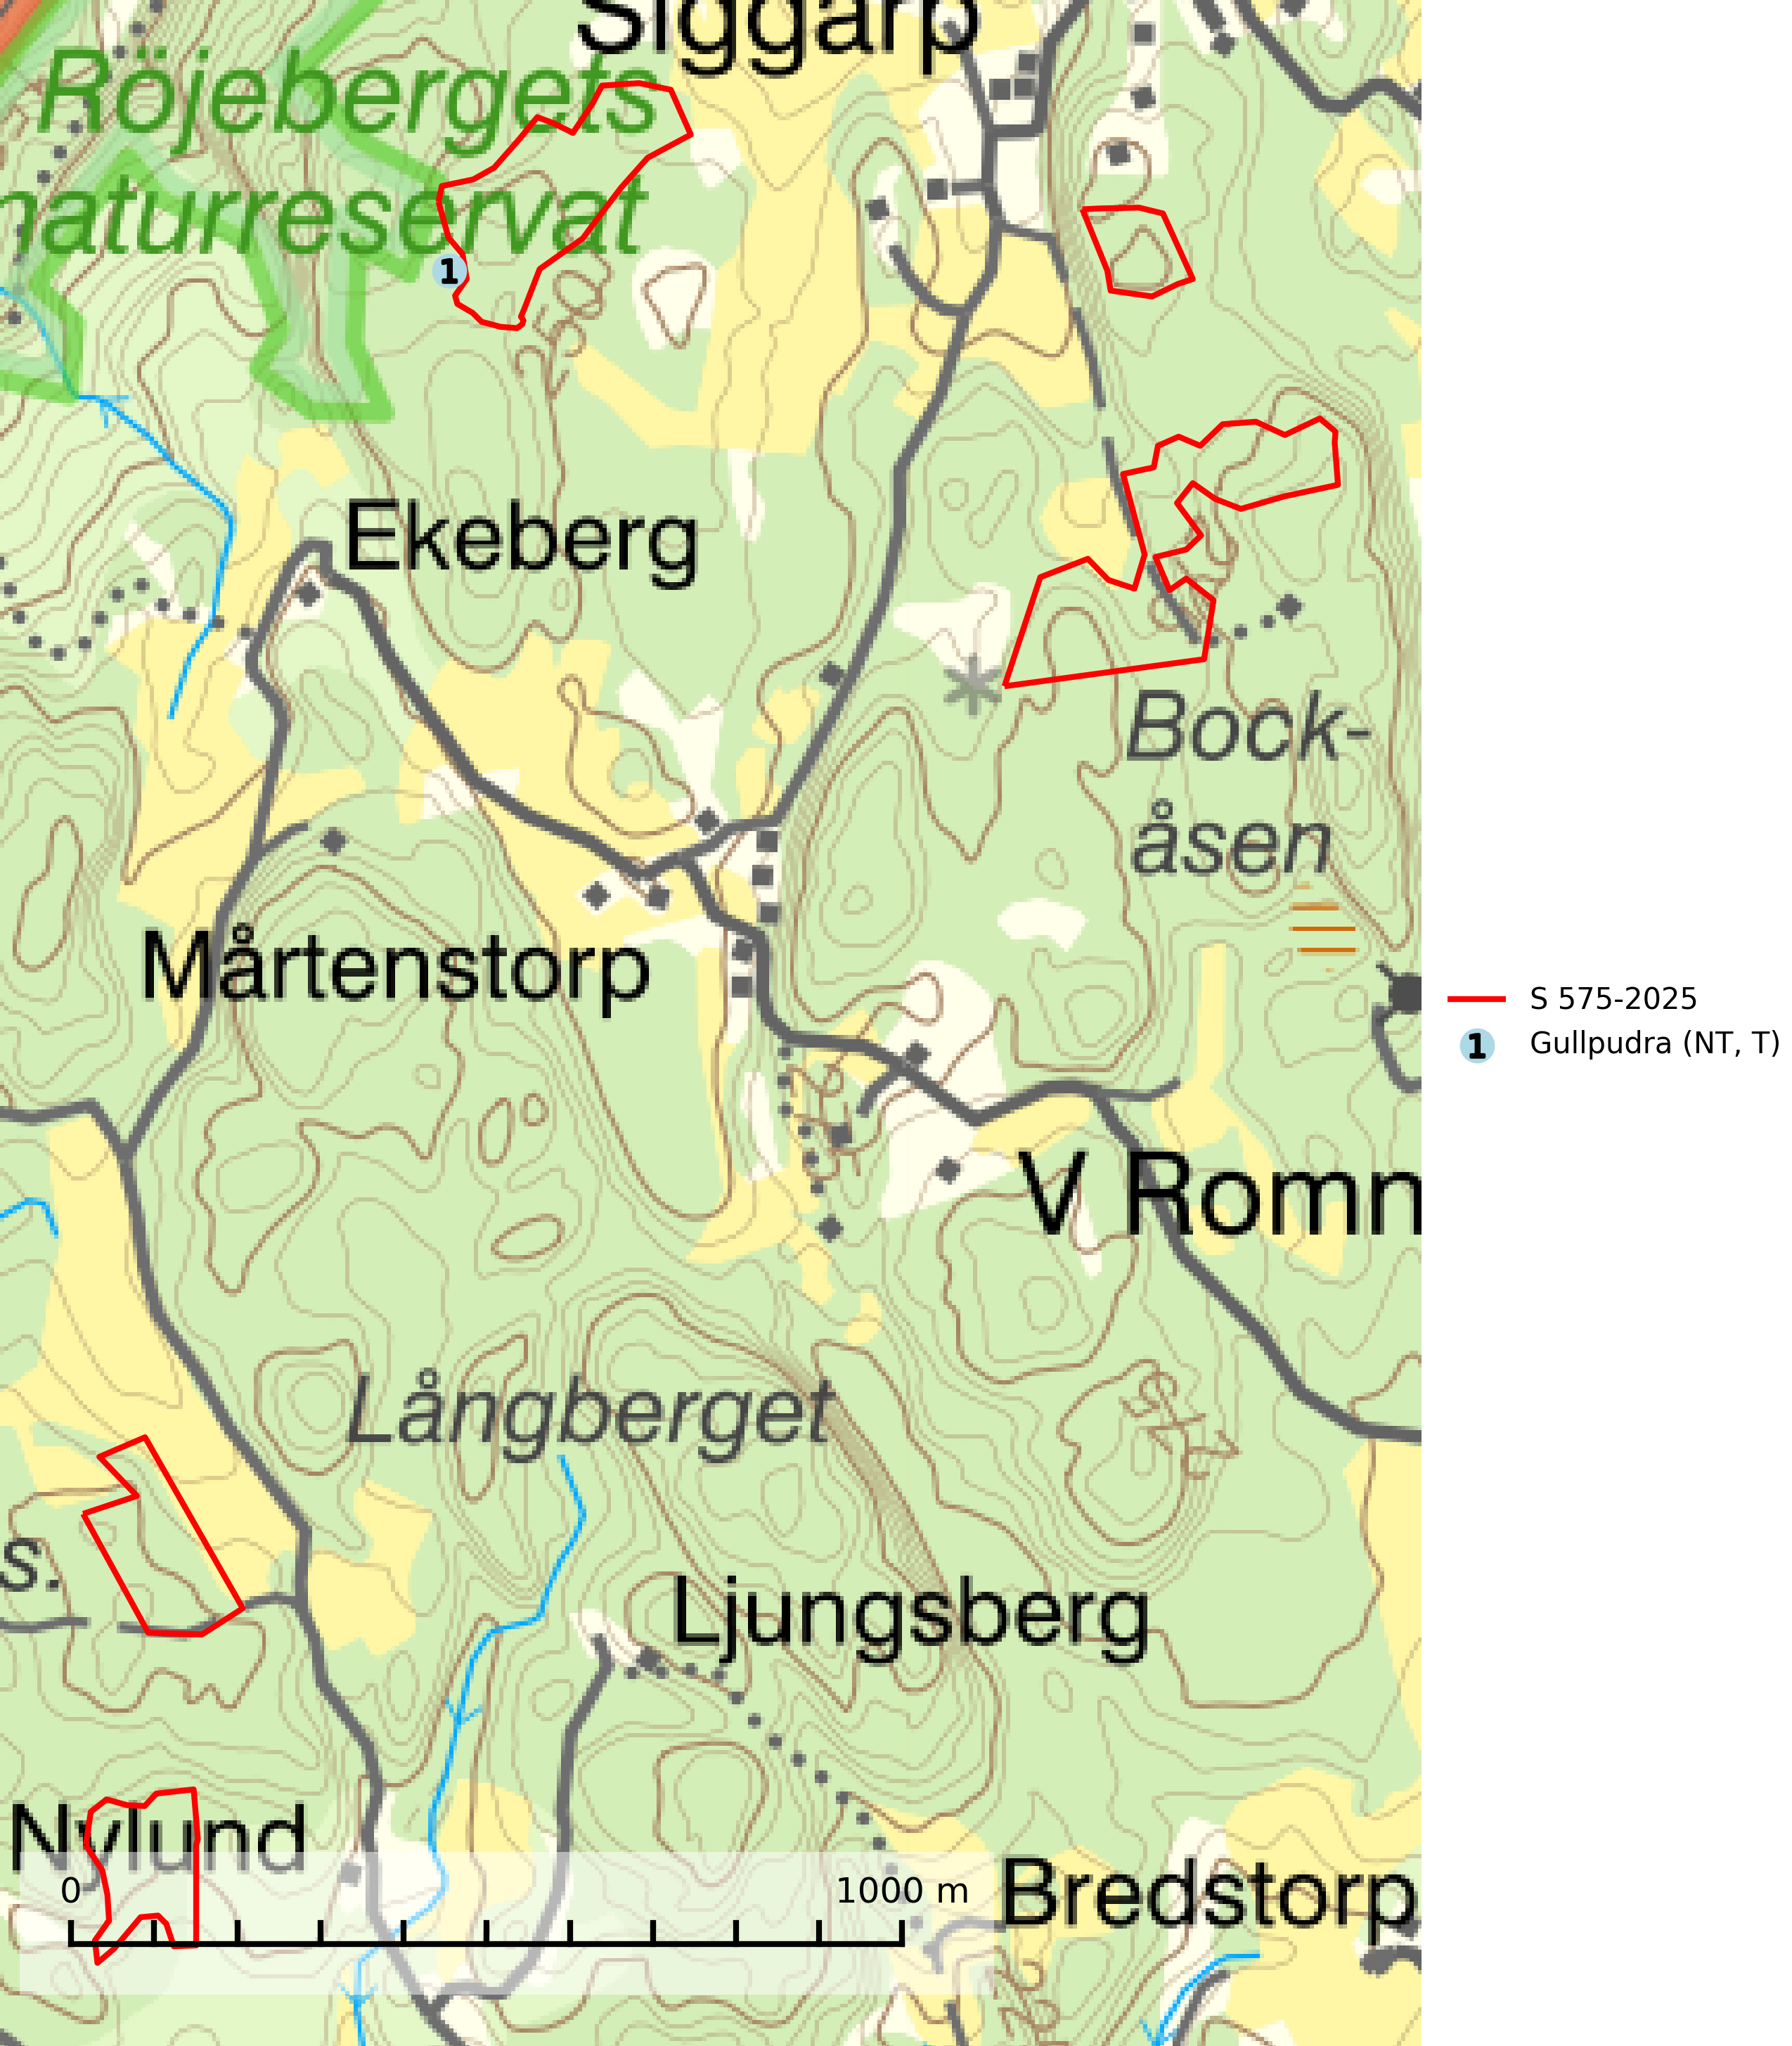 Siggarp
Röjebergets
naturreservat
1
Ekeberg
Bock-
åsen
Mårtenstorp
S 575-2025
1 Gullpudra (NT, T)
V Romn
Långberget
s.
Ljungsberg
Nylund
0 1000 m
Bredstorp